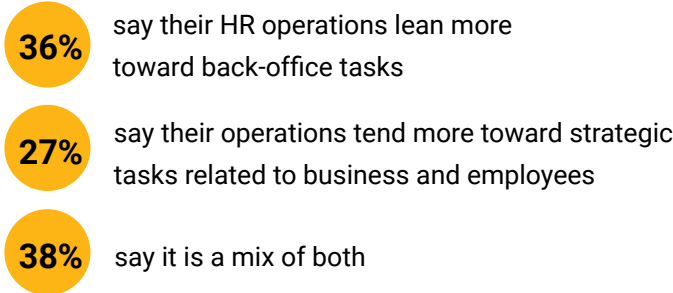 36%
say their HR operations lean more
toward back-office tasks
27%
say their operations tend more toward strategic
tasks related to business and employees
38%
say it is a mix of both